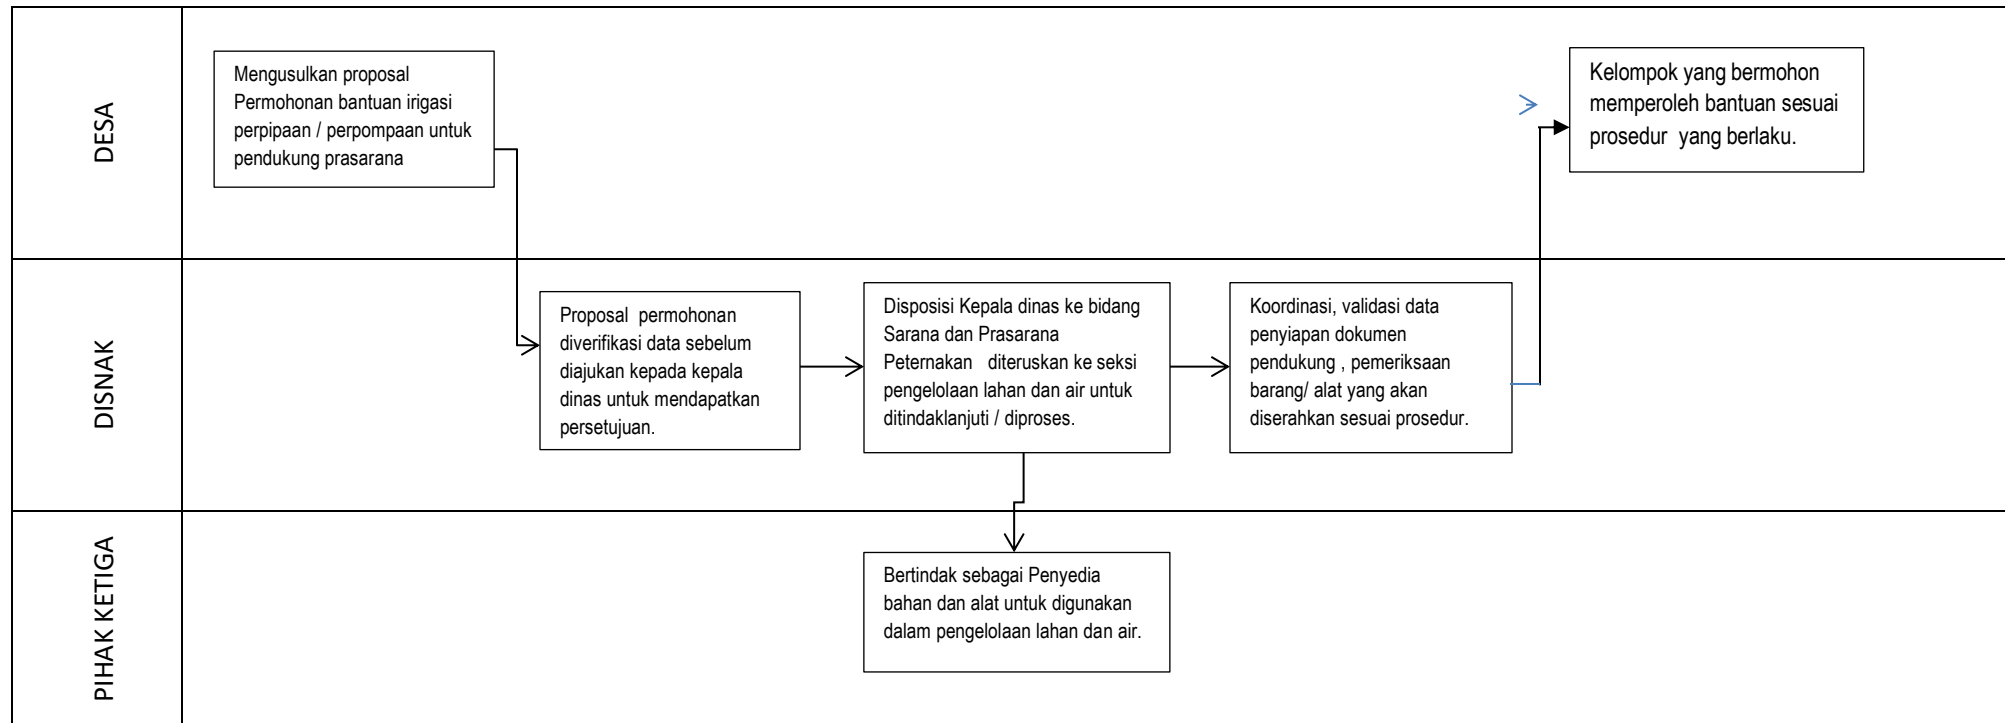 DESA
Mengusulkan proposal
Permohonan bantuan irigasi
perpipaan / perpompaan untuk
pendukung prasarana
Kelompok yang bermohon
memperoleh bantuan sesuai
prosedur yang berlaku.
DISNAK
Proposal permohonan
diverifikasi data sebelum
diajukan kepada kepala
dinas untuk mendapatkan
persetujuan.
Disposisi Kepala dinas ke bidang
Sarana dan Prasarana
Peternakan diteruskan ke seksi
pengelolaan lahan dan air untuk
ditindaklanjuti / diproses.
Koordinasi, validasi data
penyiapan dokumen
pendukung , pemeriksaan
barang/ alat yang akan
diserahkan sesuai prosedur.
PIHAK KETIGA
Bertindak sebagai Penyedia
bahan dan alat untuk digunakan
dalam pengelolaan lahan dan air.